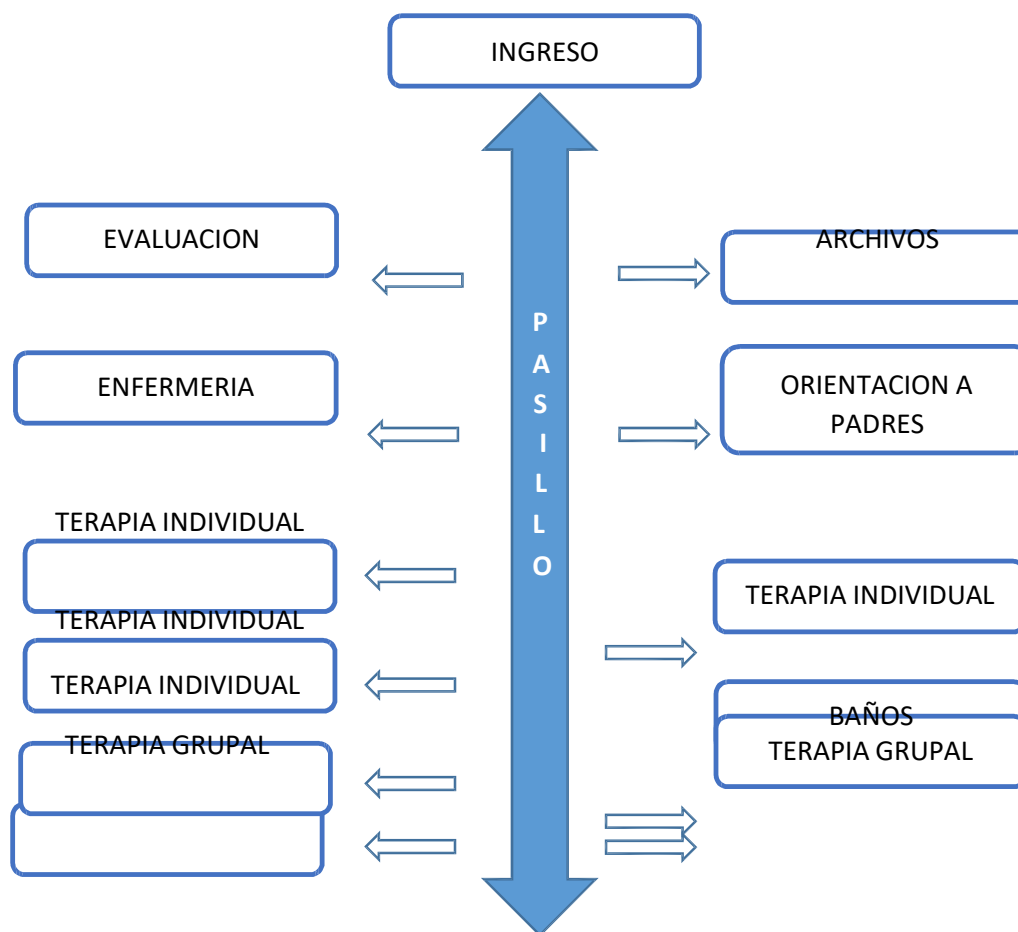 INGRESO
EVALUACION
ARCHIVOS
PASILLO
ENFERMERIA
ORIENTACION A
PADRES
TERAPIA INDIVIDUAL
TERAPIA INDIVIDUAL
TERAPIA INDIVIDUAL
TERAPIA INDIVIDUAL
TERAPIA GRUPAL
BAÑOS
TERAPIA GRUPAL